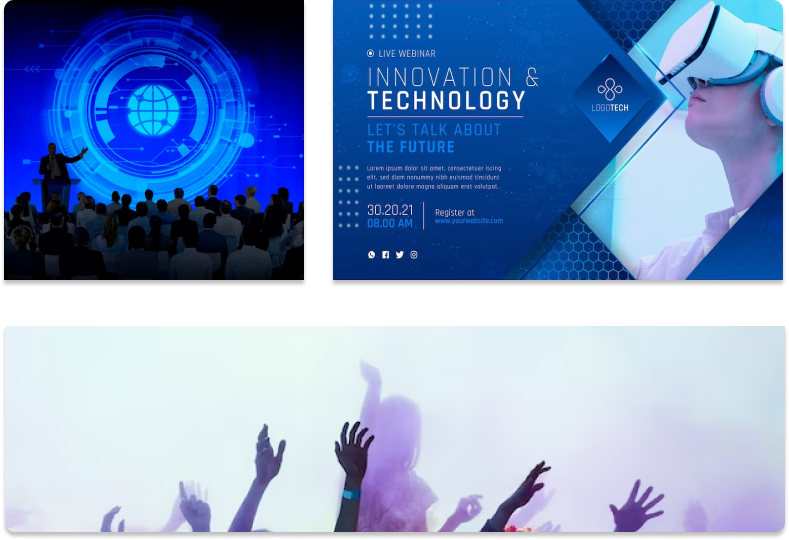 LIVE WEBINAR
INNOVATION &
TECHNOLOGY
LET'S TALK ABOUT
THE FUTURE
Lorem ipsum dolor sit amet, consectetuer iscing
elit, sed diam nonummy nibh euismod tincidunt
ut laoreet dolore magna aliquam erat volutpat.
30.20.21
08.00 AM
Register at
www.yourwebsite.com
LOGOTECH